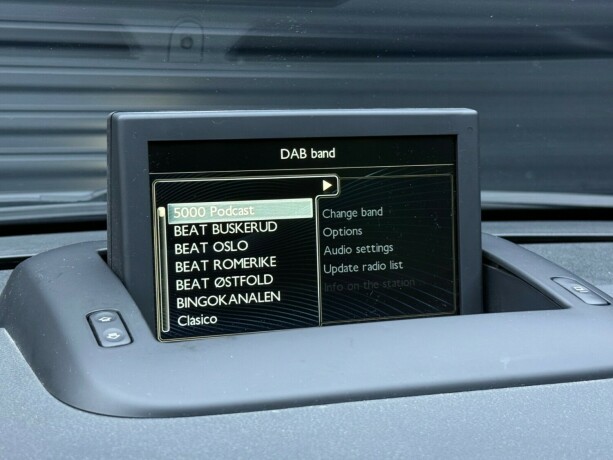 DAB band
5000 Podcast
BEAT BUSKERUD
BEAT OSLO
BEAT ROMERIKE
BEAT ØSTFOLD
BINGOKANALEN
Clasico
Change band
Options
Audio settings
Update radio list
Info on the station